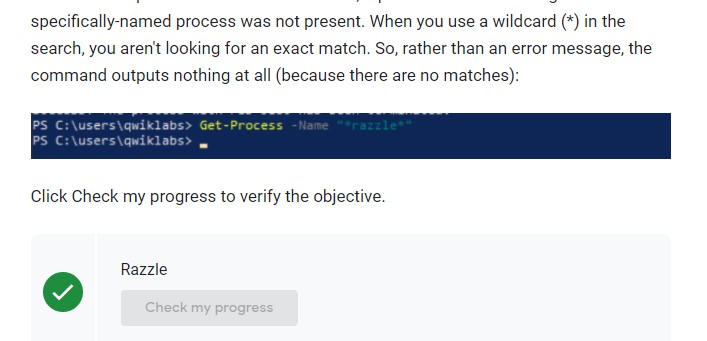 specifically-named process was not present. When you use a wildcard (*) in the
search, you aren't looking for an exact match. So, rather than an error message, the
command outputs nothing at all (because there are no matches):
PS C:\users\qwiklabs> Get-Process -Name "*razzle*"
PS C:\users\qwiklabs>
Click Check my progress to verify the objective.
Razzle
Check my progress